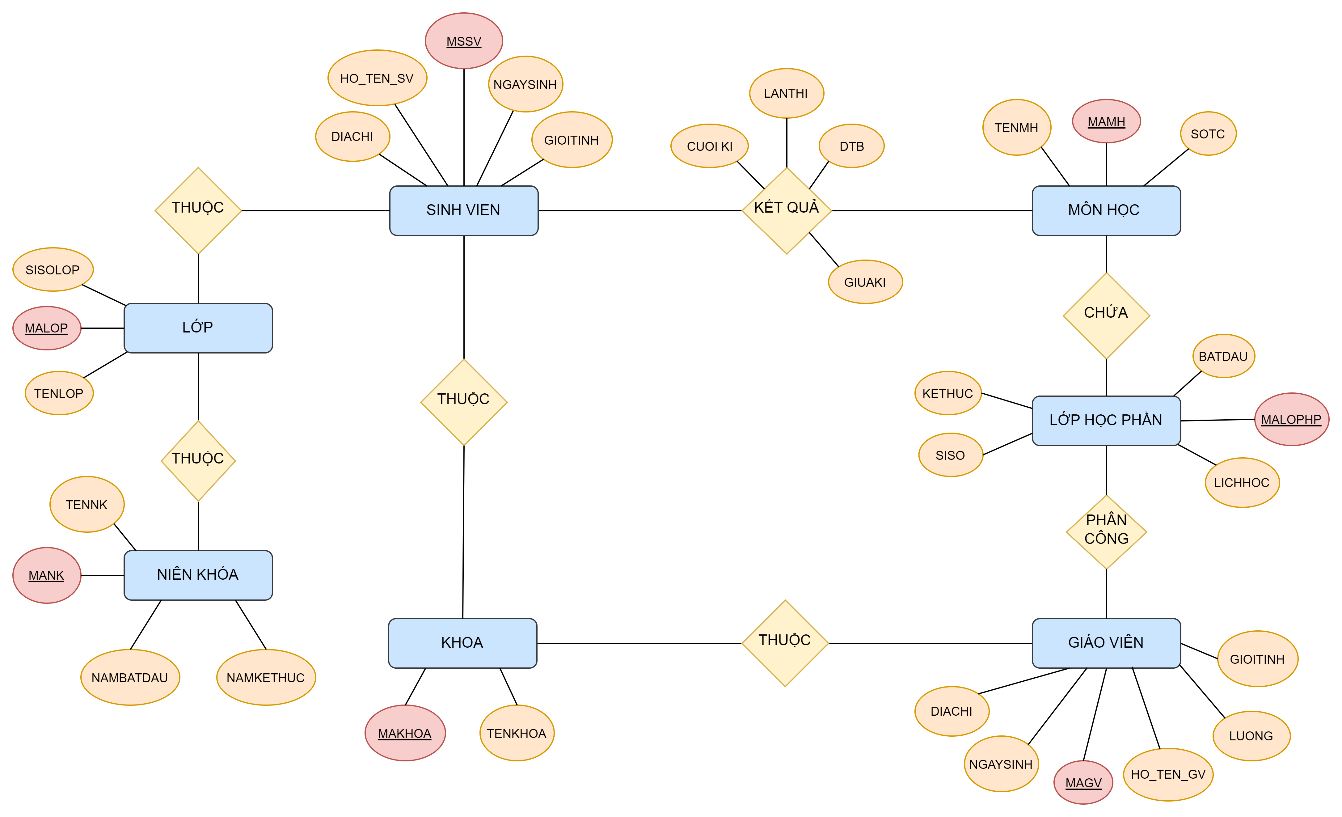 MSSV
HO_TEN_SV
NGAYSINH
DIACHI
GIOITINH
LANTHI
CUOI KI
DTB
TENMH
MAMH
SOTC
THUỘC
SINH VIEN
KẾT QUẢ
MÔN HỌC
SISOLOP
GIUAKI
MALOP
LỚP
CHỨA
TENLOP
THUỘC
BATDAU
KETHUC
LỚP HỌC PHẦN
MALOPHP
SISO
LICHHOC
THUỘC
TENNK
PHÂN
CÔNG
MANK
NIÊN KHÓA
NAMBATDAU
NAMKETHUC
KHOA
THUỘC
GIÁO VIÊN
GIOITINH
MAKHOA
TENKHOA
DIACHI
LUONG
NGAYSINH
MAGV
HO_TEN_GV